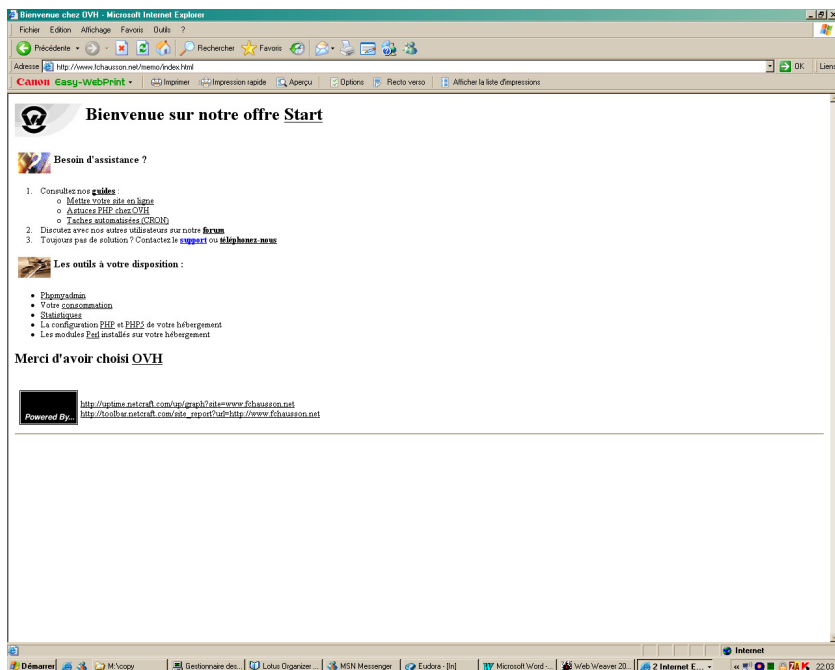 Bienvenue chez OVH - Microsoft Internet Explorer
Fichier Edition Affichage Favoris Outils ?
Précédente Rechercher Favoris
Adresse http://www.fchausson.net/memo/index.html OK Liens
Canon Easy-WebPrint Imprimer Impression rapide Aperçu Options Recto verso Afficher la liste d'impressions
Bienvenue sur notre offre Start
Besoin d'assistance ?
1. Consultez nos guides :
o Mettre votre site en ligne
o Astuces PHP chez OVH
o Taches automatisées (CRON)
2. Discutez avec nos autres utilisateurs sur notre forum
3. Toujours pas de solution ? Contactez le support ou téléphonez-nous
Les outils à votre disposition :
• Phpmyadmin
• Votre consommation
• Statistiques
• La configuration PHP et PHP5 de votre hébergement
• Les modules Perl installés sur votre hébergement
Merci d'avoir choisi OVH
Powered By...
http://uptime.netcraft.com/up/graph?site=www.fchausson.net
http://toolbar.netcraft.com/site_report?url=http://www.fchausson.net
Internet
Démarrer M:\copy Gestionnaire des... Lotus Organizer ... MSN Messenger Eudora - [In] Microsoft Word -... Web Weaver 20... 2 Internet E... 22:03